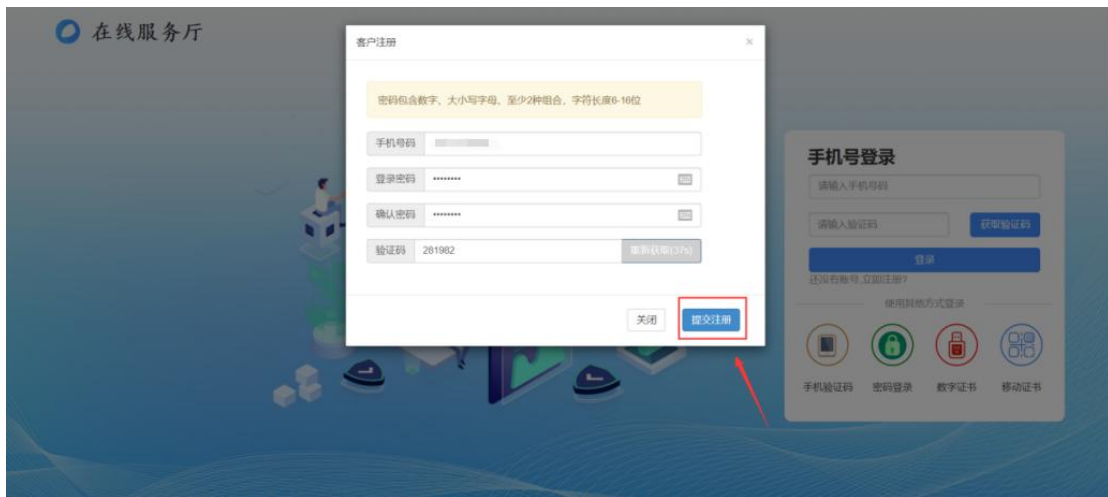 在线服务厅
客户注册
×
密码包含数字、大小写字母，至少2种组合，字符长度6-16位
手机号码
登录密码 ••••••••
确认密码 ••••••••
验证码 281982 重新获取(37s)
关闭 提交注册
手机号登录
请输入手机号码
请输入验证码 获取验证码
登录
还没有账号,立即注册?
使用其他方式登录
手机验证码 密码登录 数字证书 移动证书